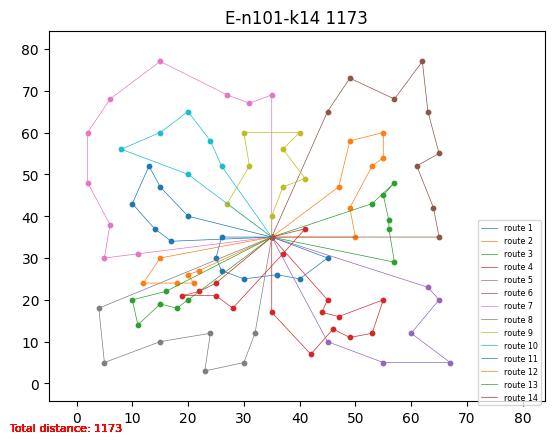 E-n101-k14 1173
80
70
60
50
40
30
20
10
0
0
10
20
30
40
50
60
70
80
route 1
route 2
route 3
route 4
route 5
route 6
route 7
route 8
route 9
route 10
route 11
route 12
route 13
route 14
Total distance: 1173